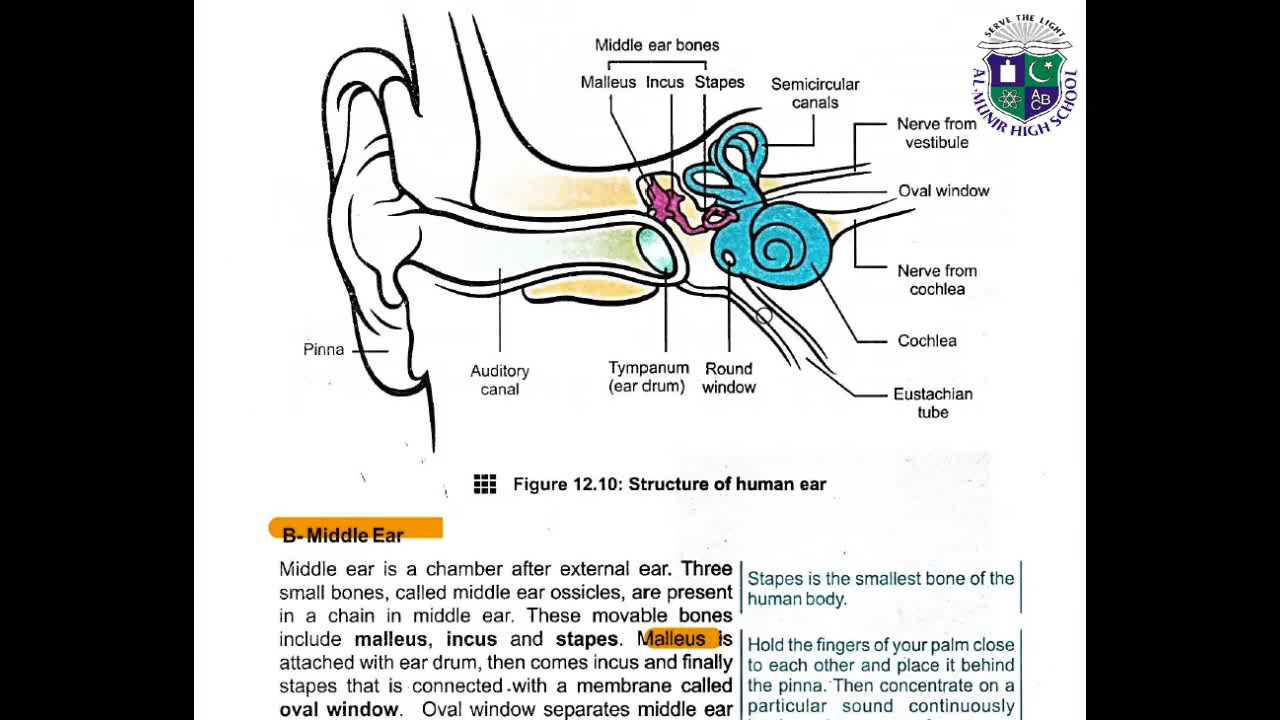 SERVE THE LIGHT
AL-MUNIR HIGH SCHOOL
A
B
C
Middle ear bones
Malleus Incus Stapes
Semicircular
canals
Nerve from
vestibule
Oval window
Nerve from
cochlea
Cochlea
Eustachian
tube
Pinna
Auditory
canal
Tympanum
(ear drum)
Round
window
Figure 12.10: Structure of human ear
B- Middle Ear
Middle ear is a chamber after external ear. Three
small bones, called middle ear ossicles, are present
in a chain in middle ear. These movable bones
include malleus, incus and stapes. Malleus is
attached with ear drum, then comes incus and finally
stapes that is connected with a membrane called
oval window. Oval window separates middle ear
Stapes is the smallest bone of the
human body.
Hold the fingers of your palm close
to each other and place it behind
the pinna. Then concentrate on a
particular sound continuously